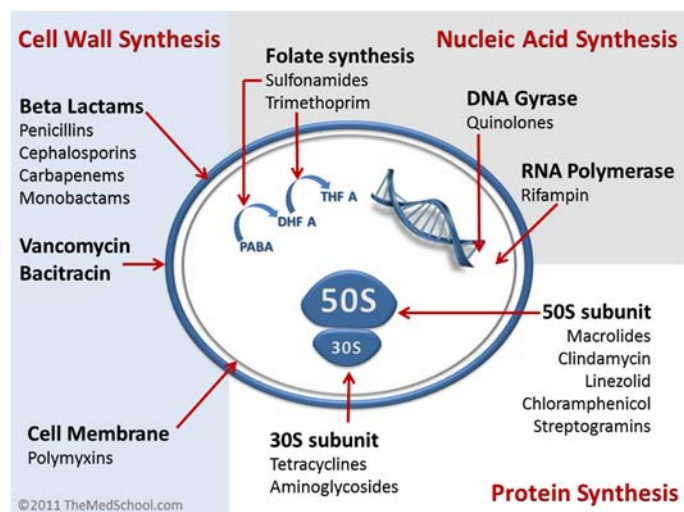 Cell Wall Synthesis
Nucleic Acid Synthesis
Beta Lactams
Penicillins
Cephalosporins
Carbapenems
Monobactams
Vancomycin
Bacitracin
Folate synthesis
Sulfonamides
Trimethoprim
DNA Gyrase
Quinolones
RNA Polymerase
Rifampin
PABA
DHF A
THF A
50S
30S
50S subunit
Macrolides
Clindamycin
Linezolid
Chloramphenicol
Streptogramins
Cell Membrane
Polymyxins
30S subunit
Tetracyclines
Aminoglycosides
Protein Synthesis
©2011 TheMedSchool.com